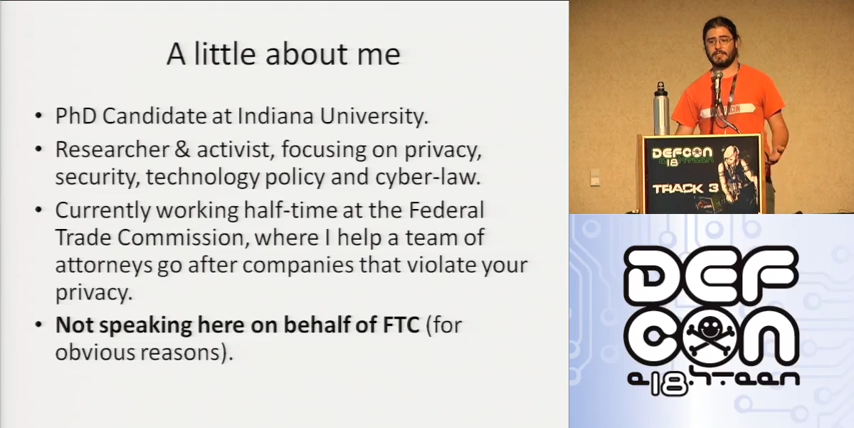 A little about me
• PhD Candidate at Indiana University.
• Researcher & activist, focusing on privacy,
security, technology policy and cyber-law.
• Currently working half-time at the Federal
Trade Commission, where I help a team of
attorneys go after companies that violate your
privacy.
• Not speaking here on behalf of FTC (for
obvious reasons).
DEFCON
18
TRACK 3
DEF
CON